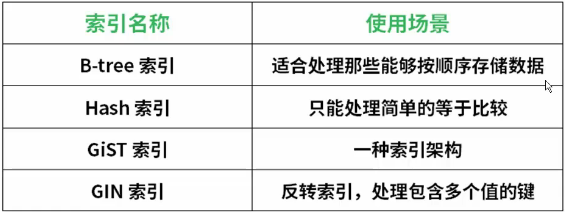 索引名称 使用场景
B-tree 索引 适合处理那些能够按顺序存储数据
Hash 索引 只能处理简单的等于比较
GiST 索引 一种索引架构
GIN 索引 反转索引，处理包含多个值的键